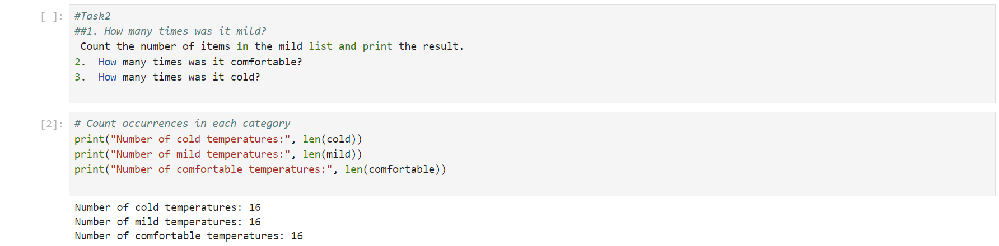 [ ]: #Task2
##1. How many times was it mild?
Count the number of items in the mild list and print the result.
2.  How many times was it comfortable?
3.  How many times was it cold?
[2]: # Count occurrences in each category
print("Number of cold temperatures:", len(cold))
print("Number of mild temperatures:", len(mild))
print("Number of comfortable temperatures:", len(comfortable))
Number of cold temperatures: 16
Number of mild temperatures: 16
Number of comfortable temperatures: 16